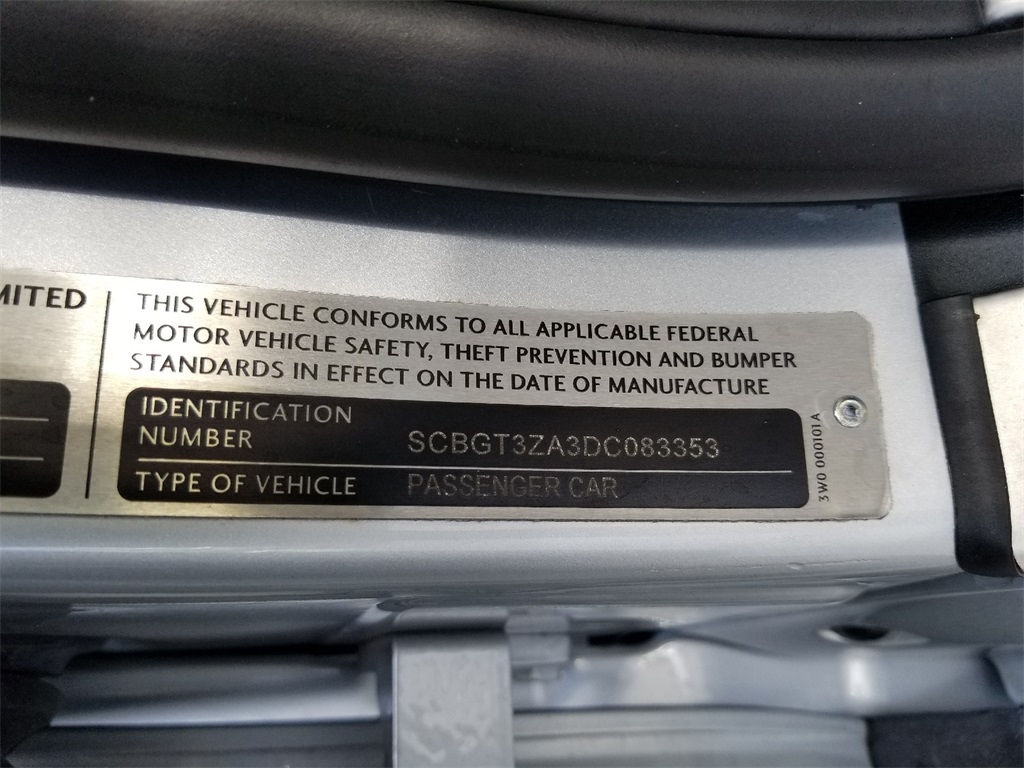 MITED
THIS VEHICLE CONFORMS TO ALL APPLICABLE FEDERAL
MOTOR VEHICLE SAFETY, THEFT PREVENTION AND BUMPER
STANDARDS IN EFFECT ON THE DATE OF MANUFACTURE
IDENTIFICATION
NUMBER SCBGT3ZA3DC083353
TYPE OF VEHICLE PASSENGER CAR
3W0 000101A